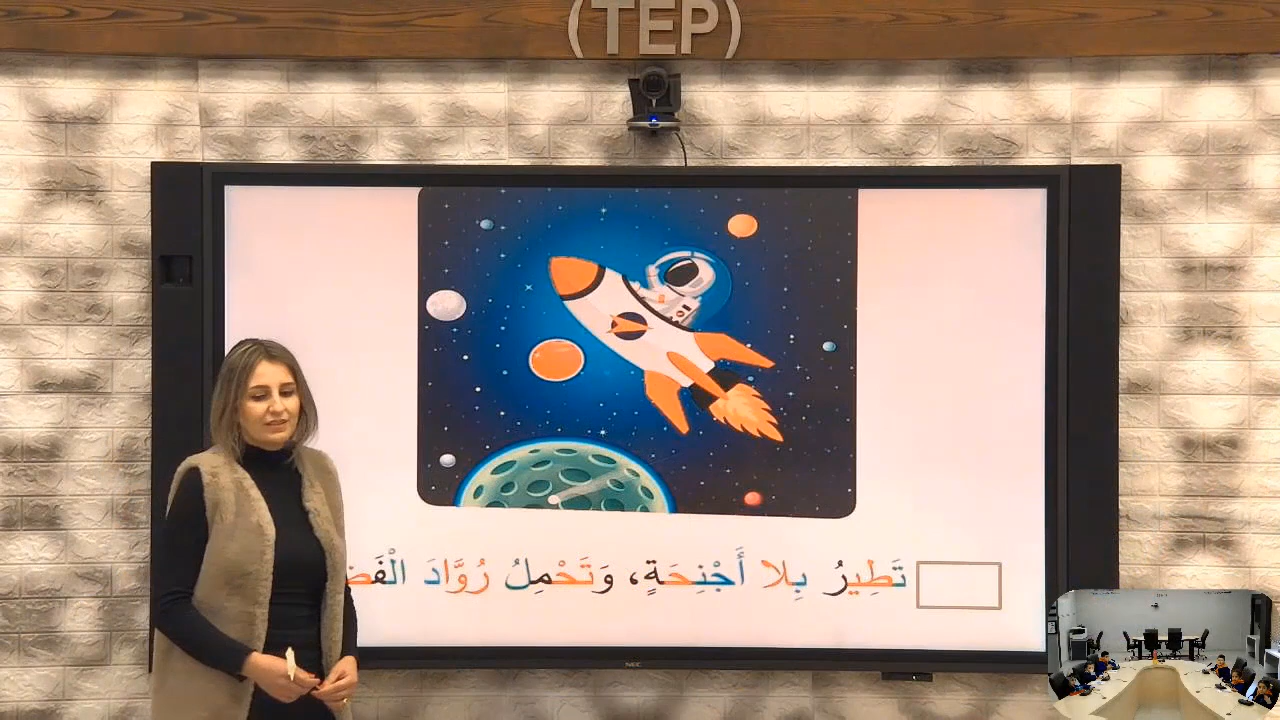 (TEP)
تَطِيرُ بِلا أَجْنِحَةٍ، وَتَحْمِلُ رُوَّادَ
NEC